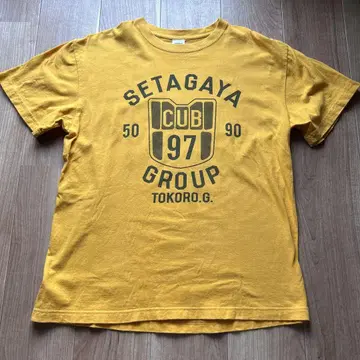 SETAGAYA
50 CUB 90
97
GROUP
TOKORO.G.